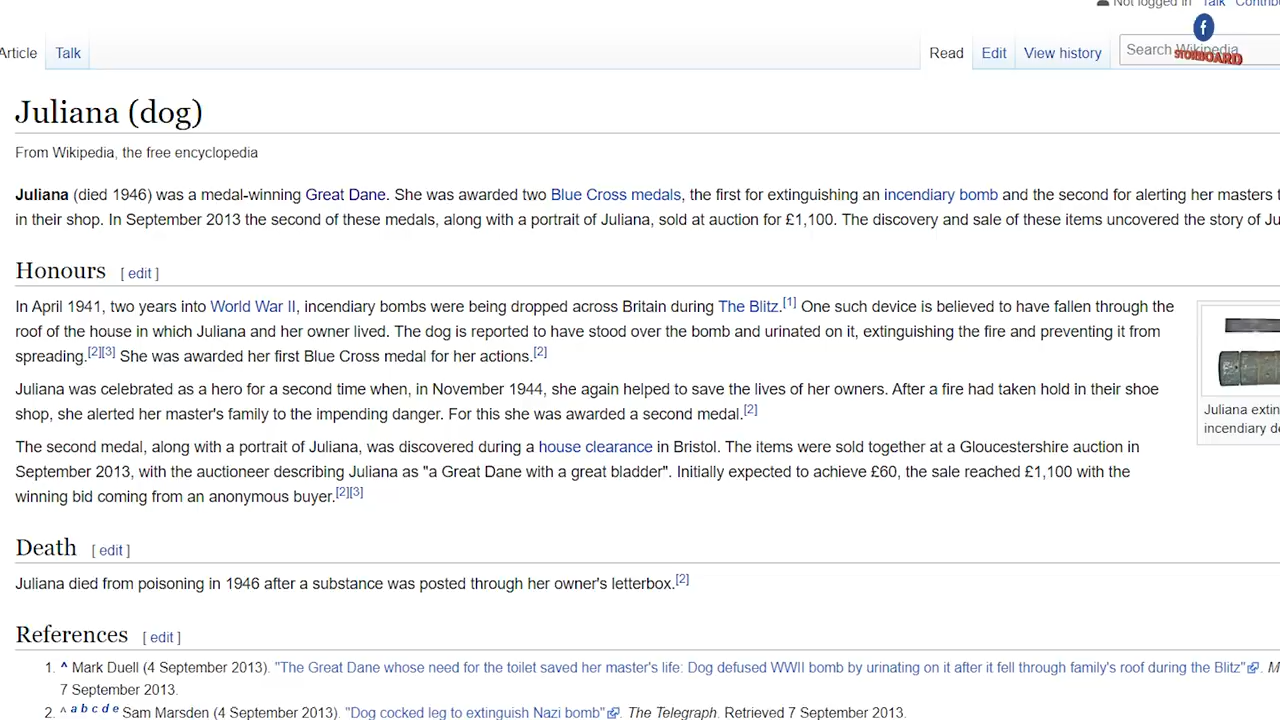 Not logged in Talk Contrib
Article Talk Read Edit View history Search Wikipedia
STORBOARD
Juliana (dog)
From Wikipedia, the free encyclopedia
Juliana (died 1946) was a medal-winning Great Dane. She was awarded two Blue Cross medals, the first for extinguishing an incendiary bomb and the second for alerting her masters
in their shop. In September 2013 the second of these medals, along with a portrait of Juliana, sold at auction for £1,100. The discovery and sale of these items uncovered the story of Ju
Honours [ edit ]
In April 1941, two years into World War II, incendiary bombs were being dropped across Britain during The Blitz.[1] One such device is believed to have fallen through the
roof of the house in which Juliana and her owner lived. The dog is reported to have stood over the bomb and urinated on it, extinguishing the fire and preventing it from
spreading.[2][3] She was awarded her first Blue Cross medal for her actions.[2]
Juliana was celebrated as a hero for a second time when, in November 1944, she again helped to save the lives of her owners. After a fire had taken hold in their shoe
shop, she alerted her master's family to the impending danger. For this she was awarded a second medal.[2]
The second medal, along with a portrait of Juliana, was discovered during a house clearance in Bristol. The items were sold together at a Gloucestershire auction in
September 2013, with the auctioneer describing Juliana as "a Great Dane with a great bladder". Initially expected to achieve £60, the sale reached £1,100 with the
winning bid coming from an anonymous buyer.[2][3]
Juliana extin
incendiary de
Death [ edit ]
Juliana died from poisoning in 1946 after a substance was posted through her owner's letterbox.[2]
References [ edit ]
1. ^ Mark Duell (4 September 2013). "The Great Dane whose need for the toilet saved her master's life: Dog defused WWII bomb by urinating on it after it fell through family's roof during the Blitz". M
7 September 2013.
2. ^ a b c d e Sam Marsden (4 September 2013). "Dog cocked leg to extinguish Nazi bomb". The Telegraph. Retrieved 7 September 2013.